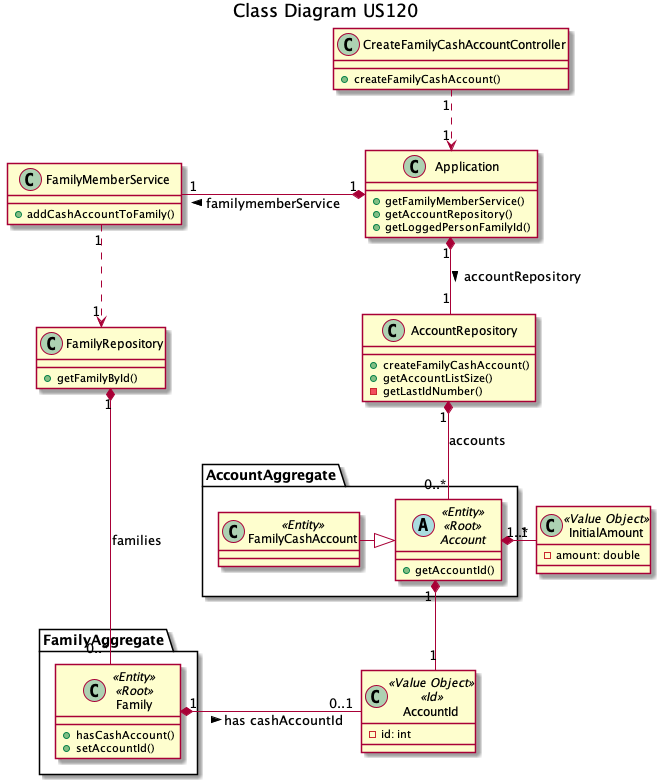 Class Diagram US120
C CreateFamilyCashAccountController
createFamilyCashAccount()
1
1
C FamilyMemberService
addCashAccountToFamily()
C Application
getFamilyMemberService()
getAccountRepository()
getLoggedPersonFamilyId()
1
1
familymemberService
1
1
1
accountRepository
1
C FamilyRepository
getFamilyById()
C AccountRepository
createFamilyCashAccount()
getAccountListSize()
getLastIdNumber()
1
1
accounts
0..*
AccountAggregate
C «Entity»
FamilyCashAccount
A «Entity»
«Root»
Account
getAccountId()
1..*
1
C «Value Object»
InitialAmount
amount: double
families
1
1
FamilyAggregate
C «Entity»
«Root»
Family
hasCashAccount()
setAccountId()
1
0..1
has cashAccountId
C «Value Object»
«Id»
AccountId
id: int